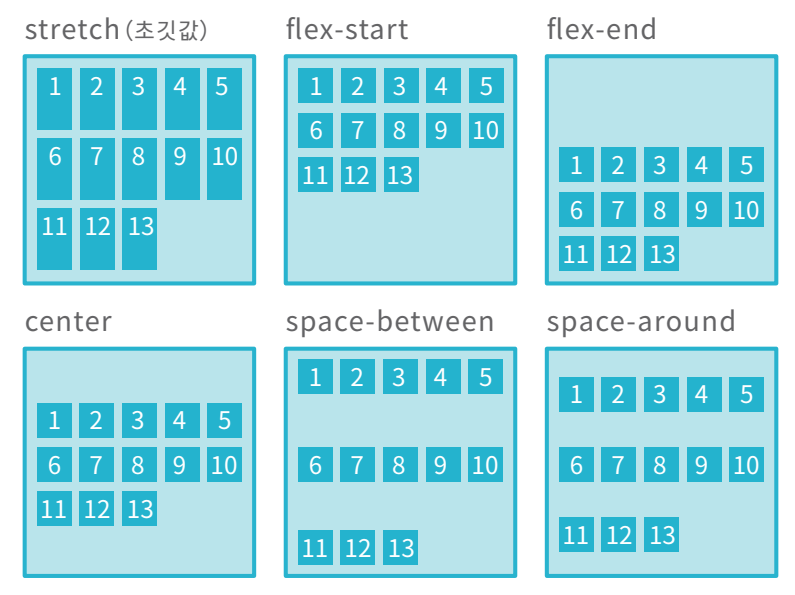 stretch (초깃값)
1 2 3 4 5
6 7 8 9 10
11 12 13
flex-start
1 2 3 4 5
6 7 8 9 10
11 12 13
flex-end
1 2 3 4 5
6 7 8 9 10
11 12 13
center
1 2 3 4 5
6 7 8 9 10
11 12 13
space-between
1 2 3 4 5
6 7 8 9 10
11 12 13
space-around
1 2 3 4 5
6 7 8 9 10
11 12 13